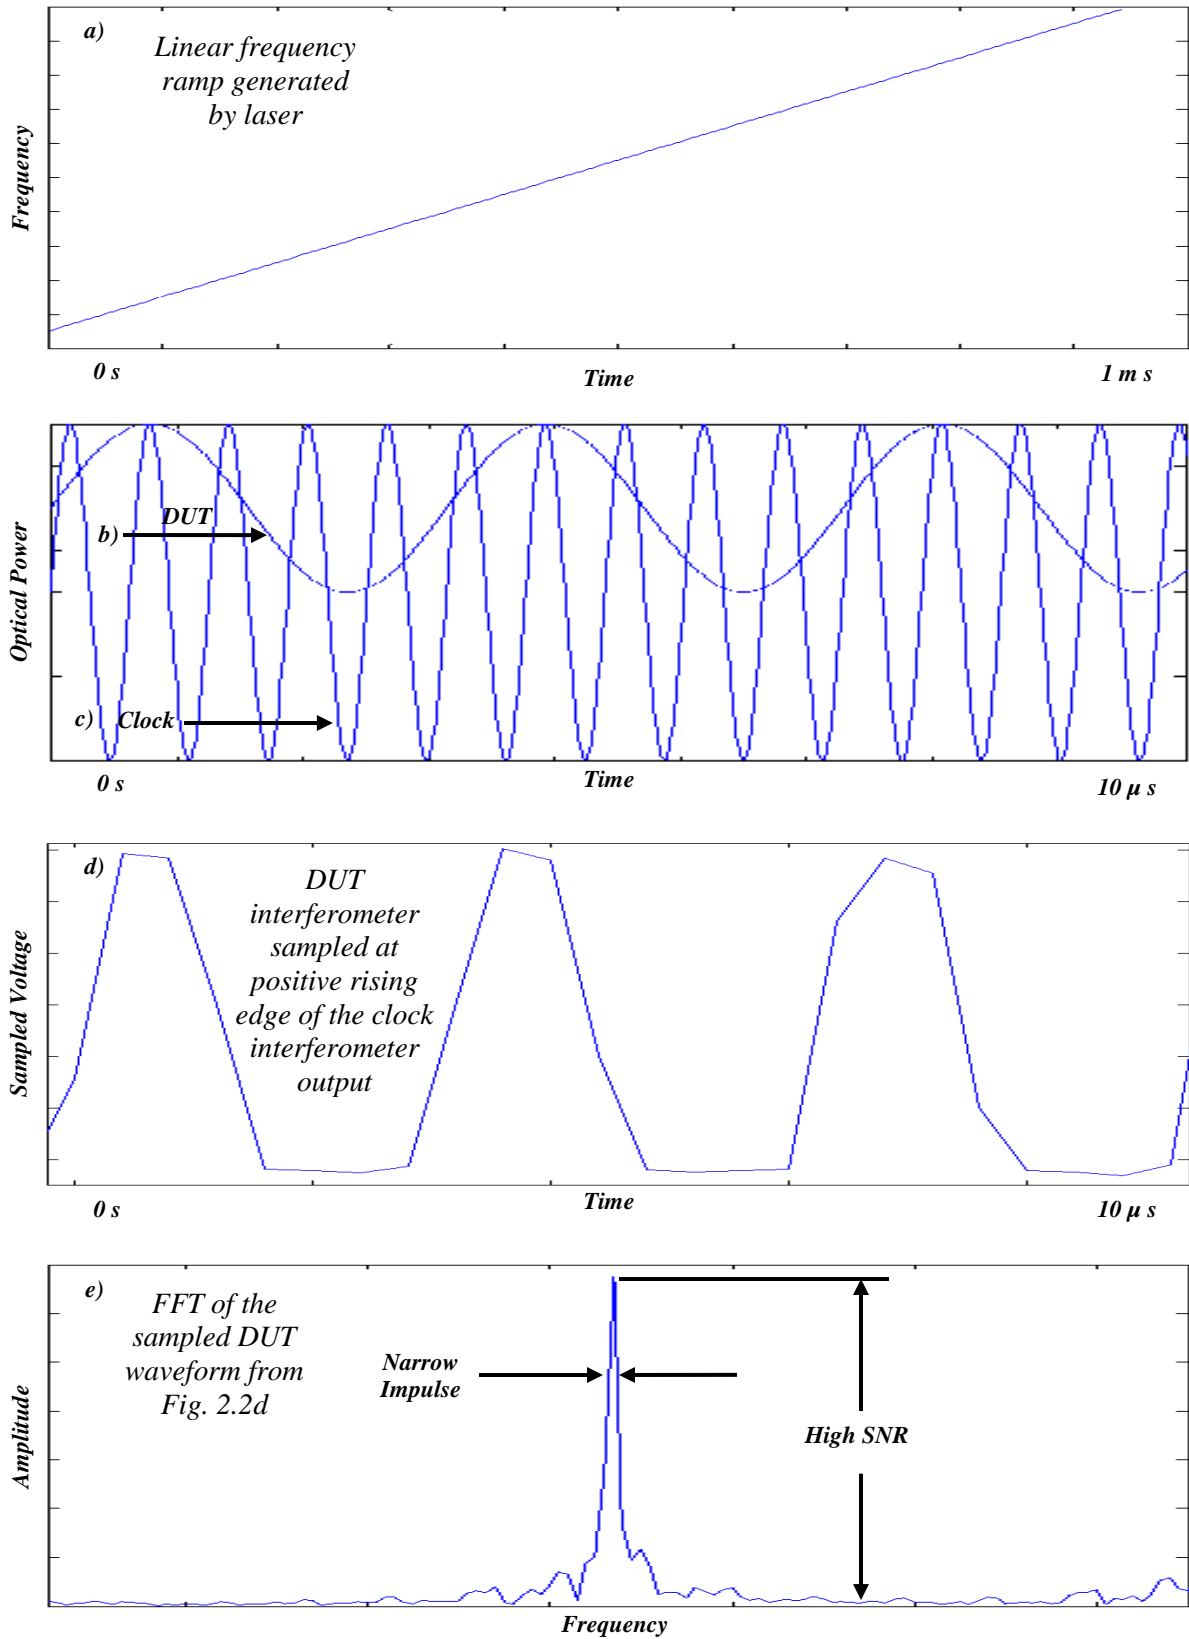 a)
Linear frequency
ramp generated
by laser
Frequency
0 s
Time
1 m s
b)
DUT
c)
Clock
Optical Power
0 s
Time
10 μ s
d)
DUT
interferometer
sampled at
positive rising
edge of the clock
interferometer
output
Sampled Voltage
0 s
Time
10 μ s
e)
FFT of the
sampled DUT
waveform from
Fig. 2.2d
Narrow
Impulse
High SNR
Amplitude
Frequency